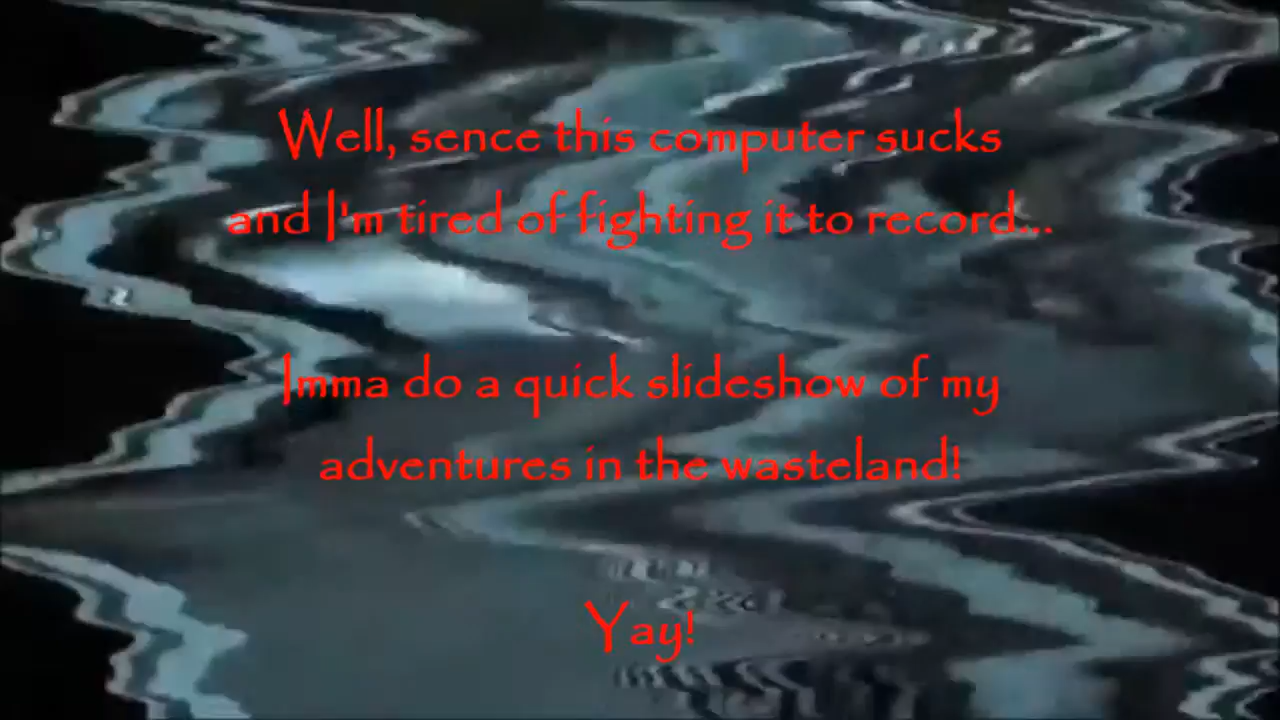 Well, sence this computer sucks
and I'm tired of fighting it to record...
Imma do a quick slideshow of my
adventures in the wasteland!
Yay!